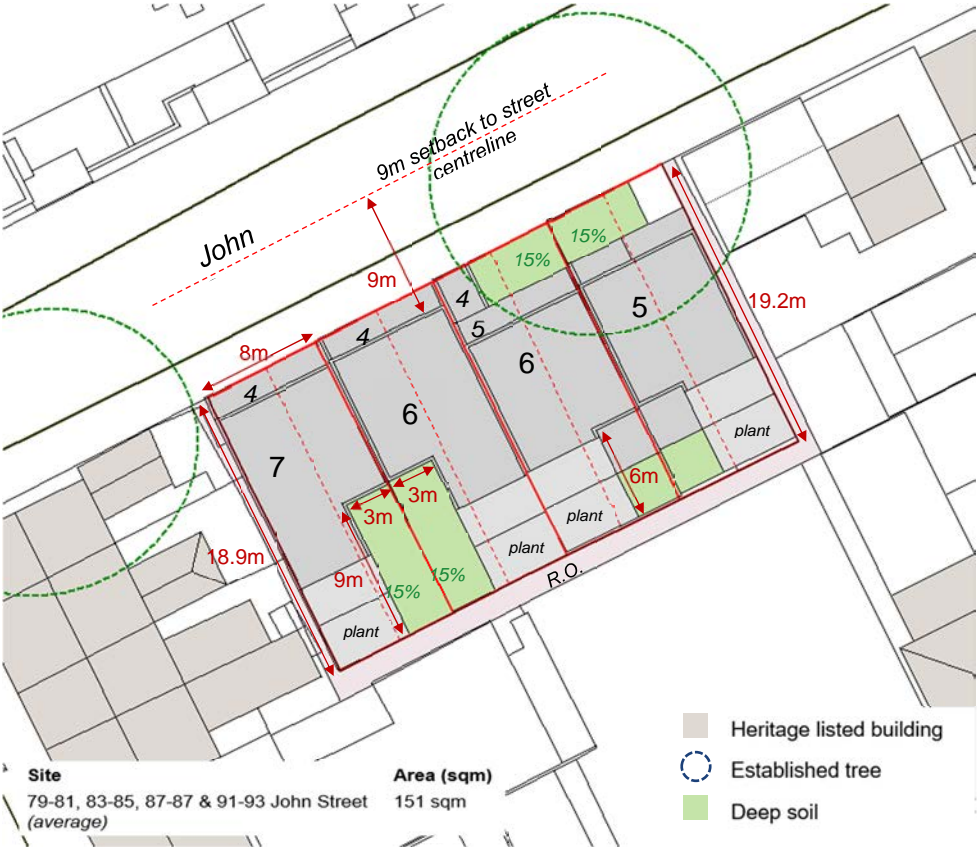 9m setback to street
centreline
John
9m
15%
15%
4
5
19.2m
8m
4
5
4
6
6
7
plant
6m
3m
3m
plant
18.9m
plant
R.O.
9m
15%
15%
plant
Heritage listed building
Established tree
Deep soil
Site
Area (sqm)
79-81, 83-85, 87-87 & 91-93 John Street
151 sqm
(average)